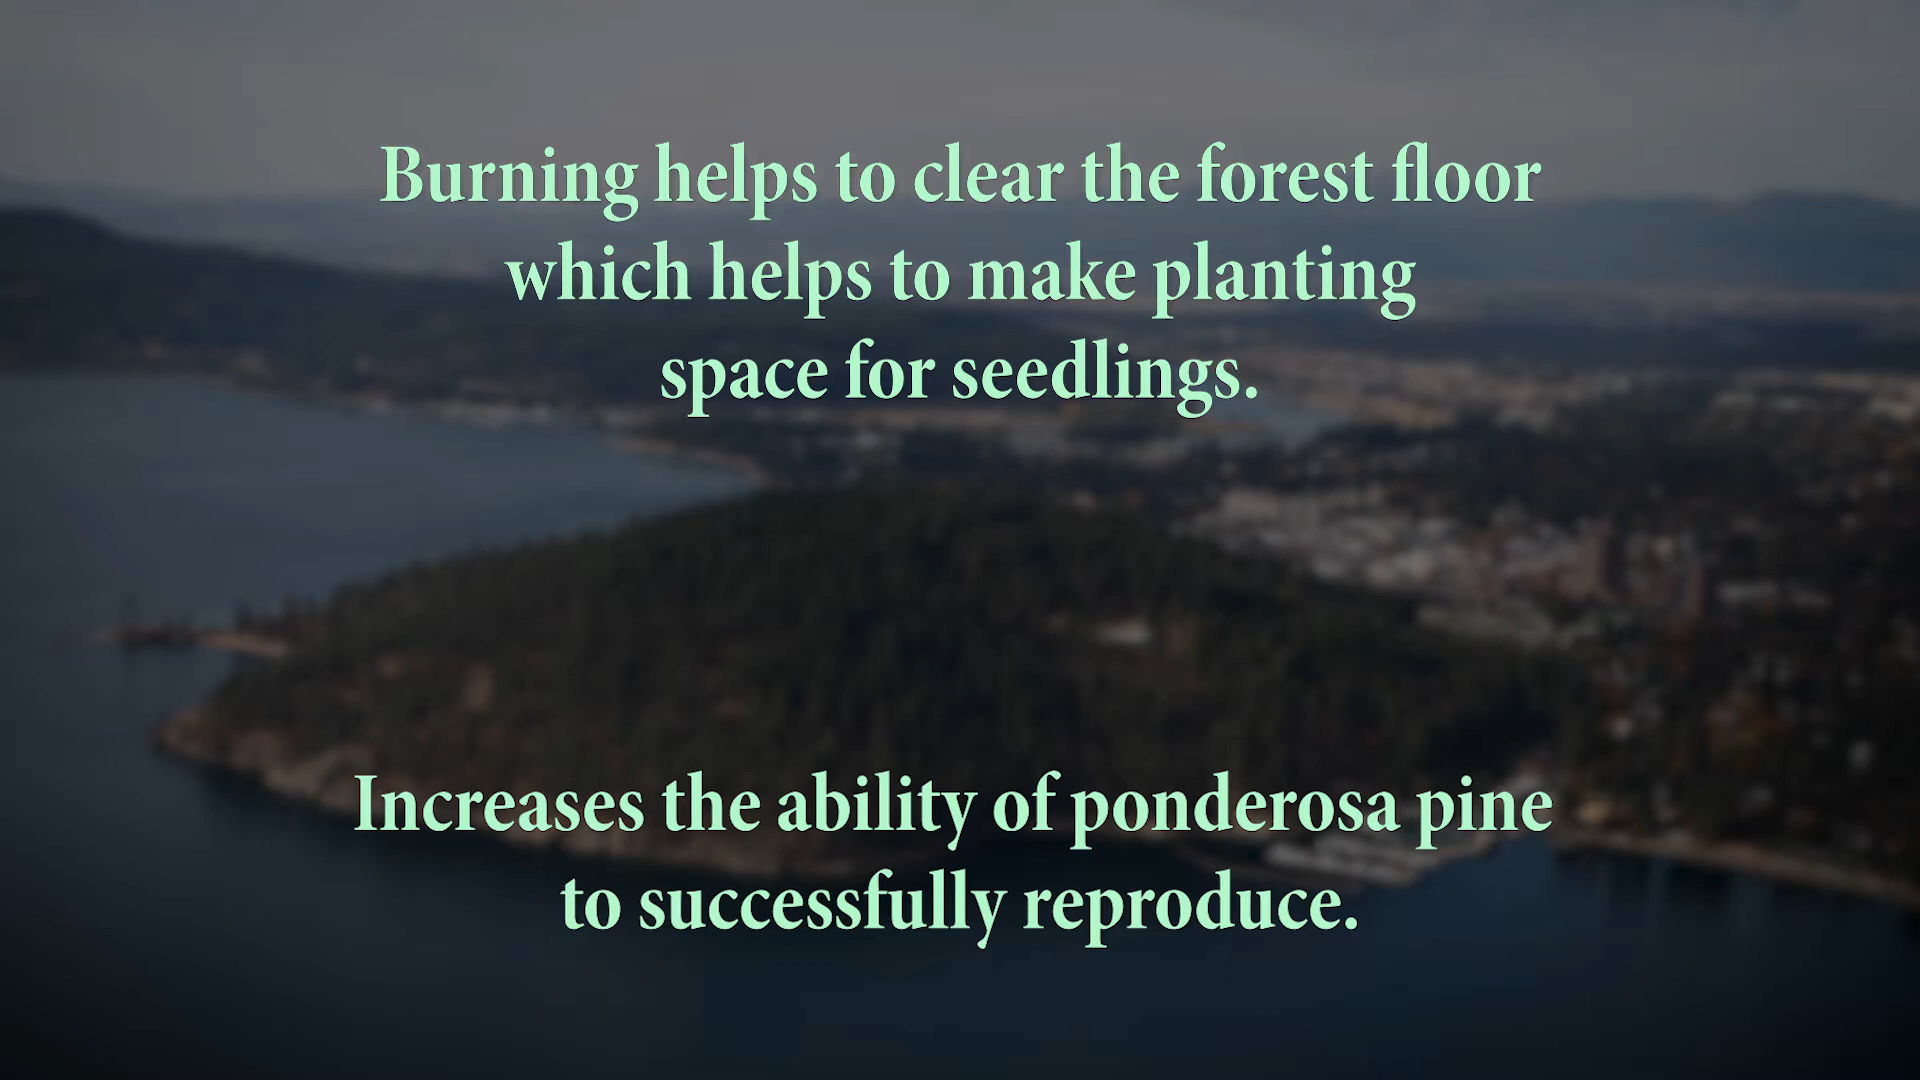 Burning helps to clear the forest floor
which helps to make planting
space for seedlings.
Increases the ability of ponderosa pine
to successfully reproduce.